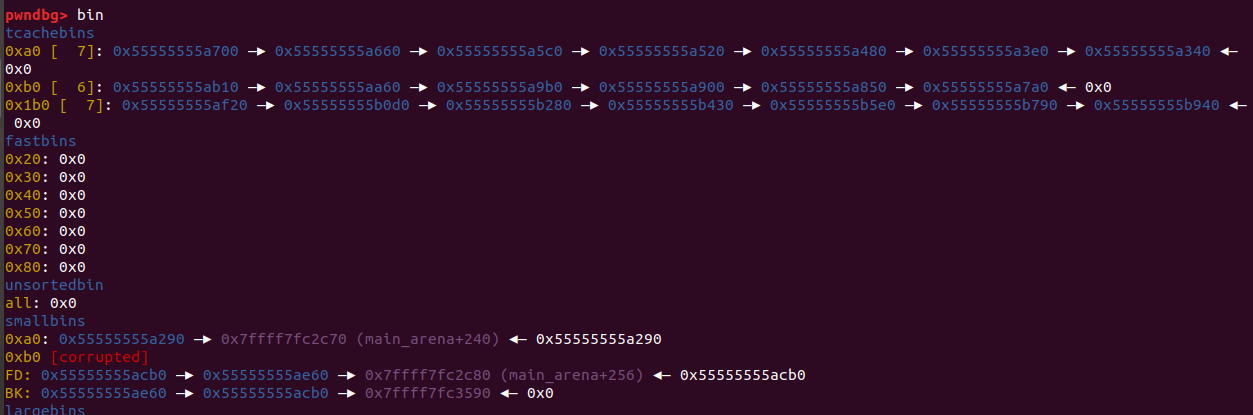 pwndbg> bin
tcachebins
0xa0 [  7]: 0x55555555a700 —▸ 0x55555555a660 —▸ 0x55555555a5c0 —▸ 0x55555555a520 —▸ 0x55555555a480 —▸ 0x55555555a3e0 —▸ 0x55555555a340 ◂—
0x0
0xb0 [  6]: 0x55555555ab10 —▸ 0x55555555aa60 —▸ 0x55555555a9b0 —▸ 0x55555555a900 —▸ 0x55555555a850 —▸ 0x55555555a7a0 ◂— 0x0
0x1b0 [  7]: 0x55555555af20 —▸ 0x55555555b0d0 —▸ 0x55555555b280 —▸ 0x55555555b430 —▸ 0x55555555b5e0 —▸ 0x55555555b790 —▸ 0x55555555b940 ◂—
 0x0
fastbins
0x20: 0x0
0x30: 0x0
0x40: 0x0
0x50: 0x0
0x60: 0x0
0x70: 0x0
0x80: 0x0
unsortedbin
all: 0x0
smallbins
0xa0: 0x55555555a290 —▸ 0x7ffff7fc2c70 (main_arena+240) ◂— 0x55555555a290
0xb0 [corrupted]
FD: 0x55555555acb0 —▸ 0x55555555ae60 —▸ 0x7ffff7fc2c80 (main_arena+256) ◂— 0x55555555acb0
BK: 0x55555555ae60 —▸ 0x55555555acb0 —▸ 0x7ffff7fc3590 ◂— 0x0
largebins